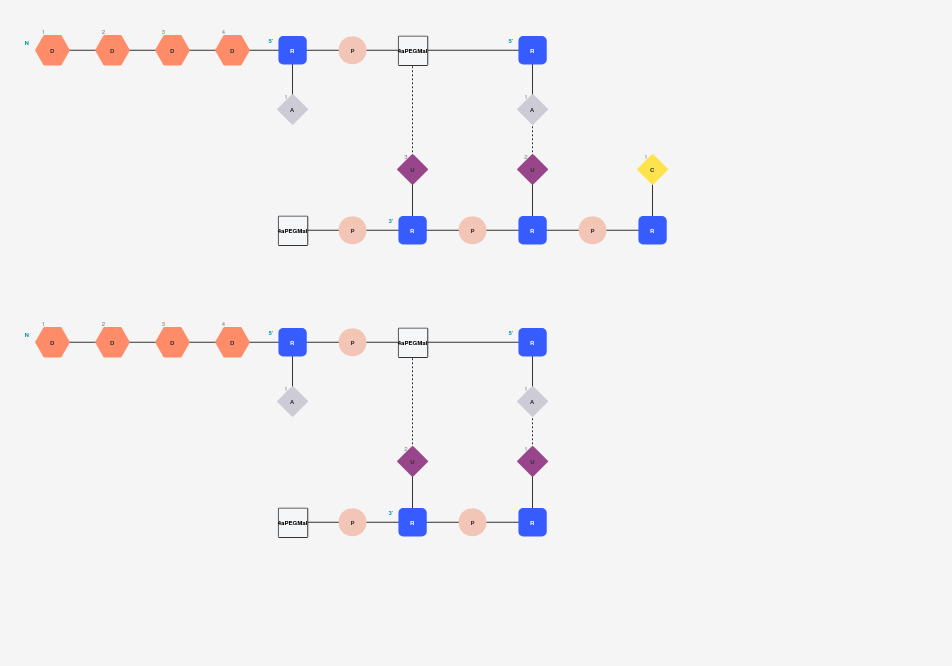 1 2 3 4
N D D D D 5' R P 4aPEGMal 5' R
1 1
A A
3 2 1
U U C
4aPEGMal P 3' R P R P R
1 2 3 4
N D D D D 5' R P 4aPEGMal 5' R
1 1
A A
2 1
U U
4aPEGMal P 3' R P R